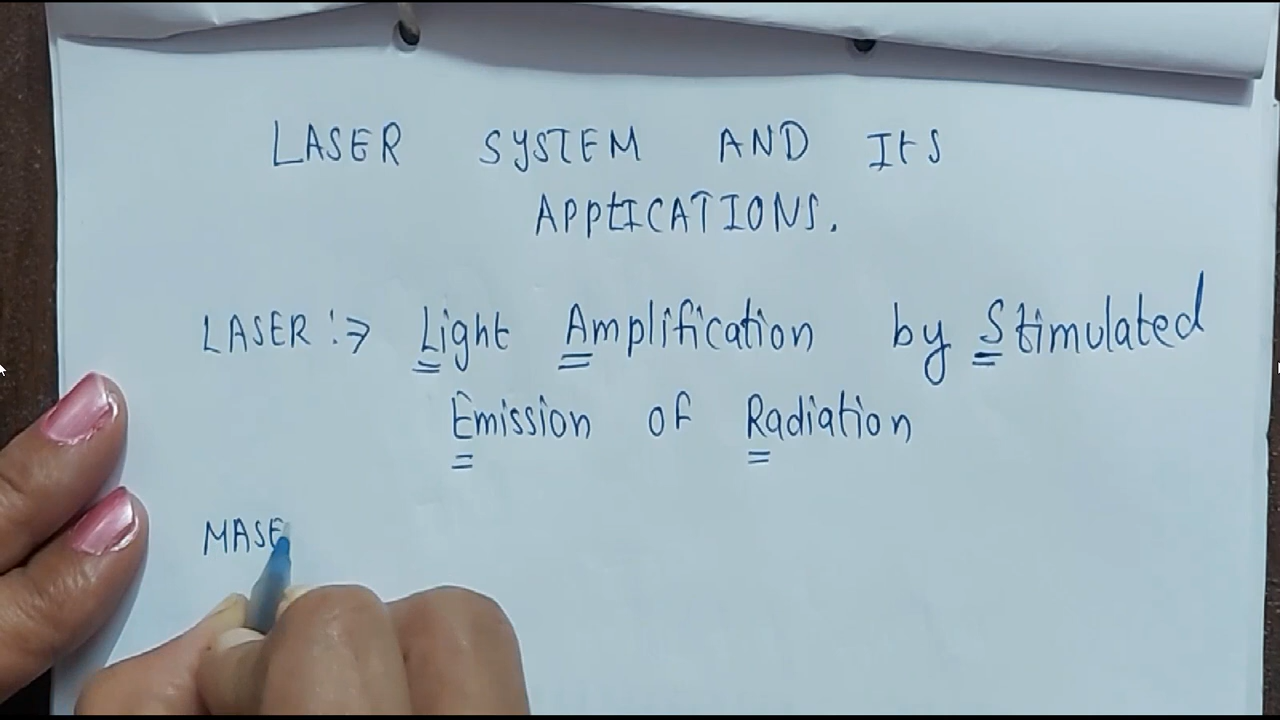 LASER SYSTEM AND ItS
APPLICATIONS.
LASER :⇒ Light Amplification by Stimulated
Emission of Radiation
MASE